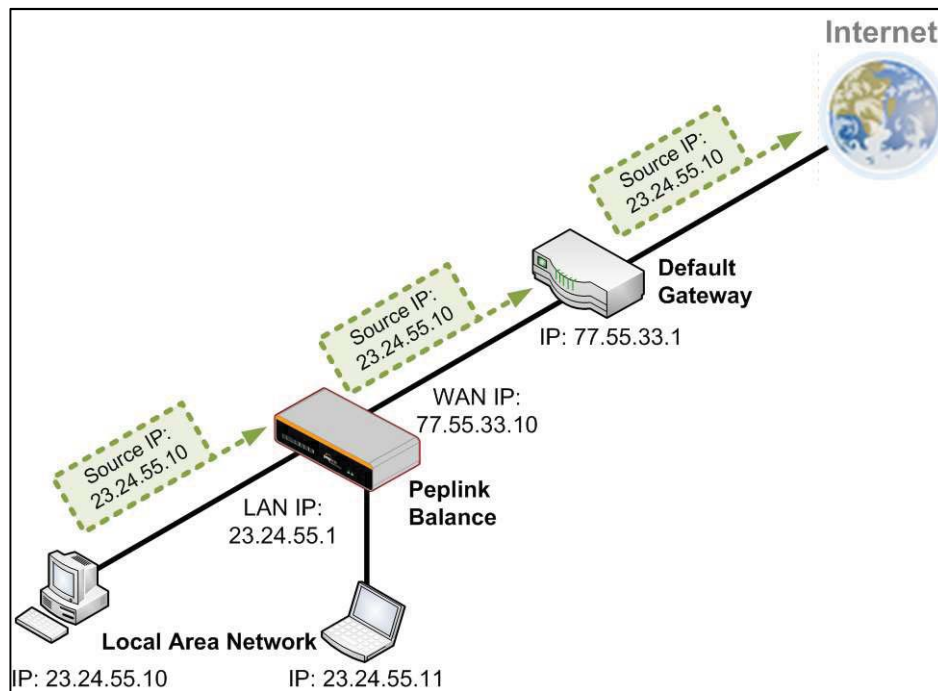 Internet
Source IP:
23.24.55.10
Default
Gateway
IP: 77.55.33.1
Source IP:
23.24.55.10
WAN IP:
77.55.33.10
Source IP:
23.24.55.10
Peplink
Balance
LAN IP:
23.24.55.1
Local Area Network
IP: 23.24.55.10
IP: 23.24.55.11